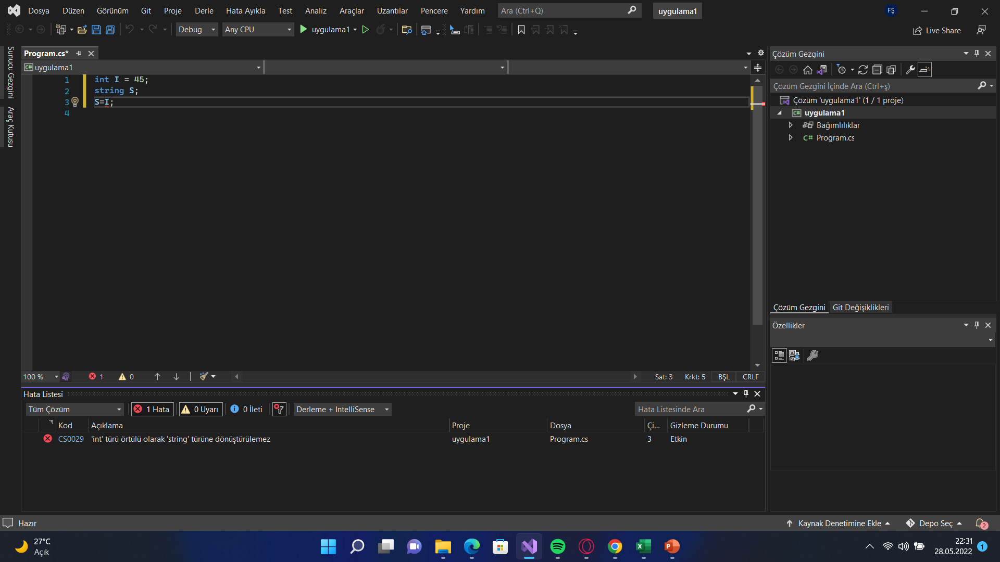 Dosya Düzen Görünüm Git Proje Derle Hata Ayıkla Test Analiz Araçlar Uzantılar Pencere Yardım Ara (Ctrl+Q) uygulama1 FŞ
Debug Any CPU uygulama1 Live Share
Sunucu Gezgini
Araç Kutusu
Program.cs*
C# uygulama1
1 int I = 45;
2 string S;
3 S=I;
4
100 % 1 0 Sat: 3 Krkt: 5 BŞL CRLF
Hata Listesi
Tüm Çözüm 1 Hata 0 Uyarı 0 İleti Derleme + IntelliSense Hata Listesinde Ara
Kod Açıklama Proje Dosya Çi... Gizleme Durumu
CS0029 'int' türü örtülü olarak 'string' türüne dönüştürülemez uygulama1 Program.cs 3 Etkin
Çözüm Gezgini
Çözüm Gezgini İçinde Ara (Ctrl+ş)
Çözüm 'uygulama1' (1 / 1 proje)
C# uygulama1
Bağımlılıklar
C# Program.cs
Çözüm Gezgini Git Değişiklikleri
Özellikler
Hazır Kaynak Denetimine Ekle Depo Seç 2
27°C
Açık
22:31
28.05.2022 1